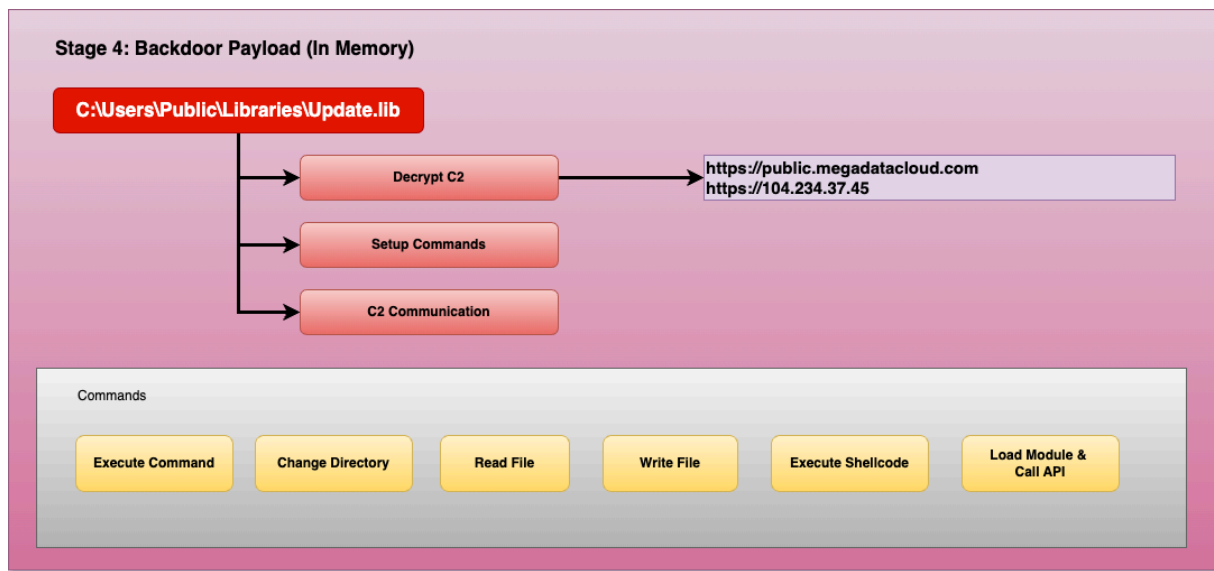 Stage 4: Backdoor Payload (In Memory)
C:\Users\Public\Libraries\Update.lib
Decrypt C2
https://public.megadatacloud.com
https://104.234.37.45
Setup Commands
C2 Communication
Commands
Execute Command
Change Directory
Read File
Write File
Execute Shellcode
Load Module &
Call API